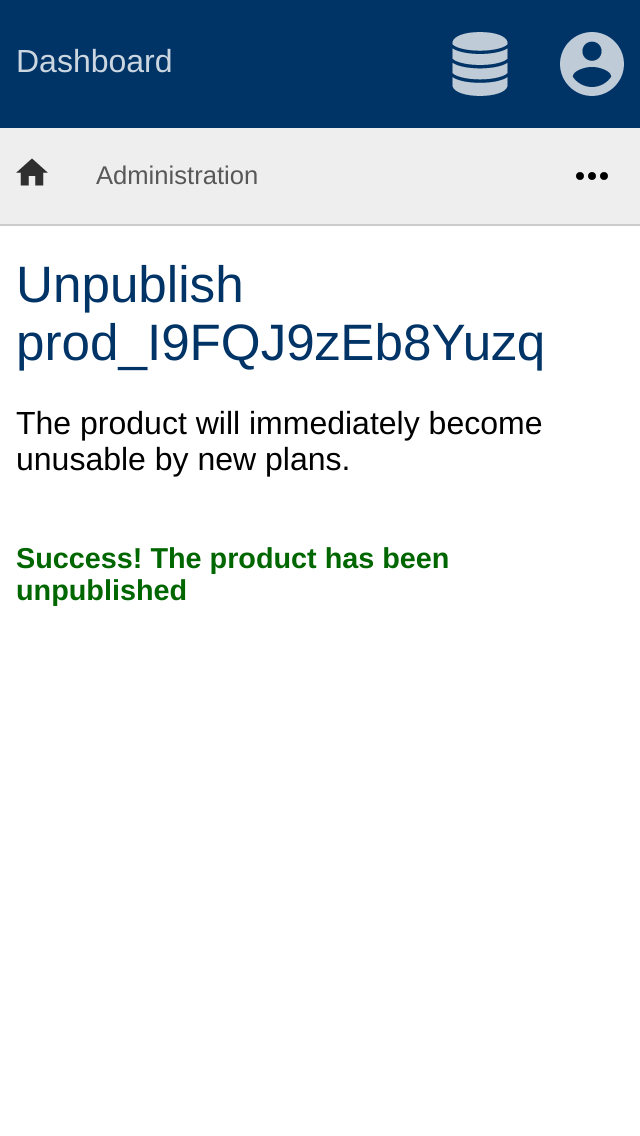 Dashboard
Administration
Unpublish
prod_I9FQJ9zEb8Yuzq
The product will immediately become
unusable by new plans.
Success! The product has been
unpublished